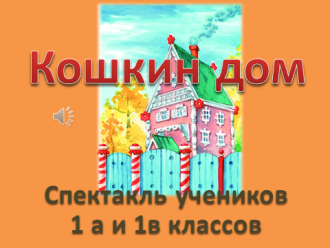 Кошкин дом
Спектакль учеников
1 а и 1в классов